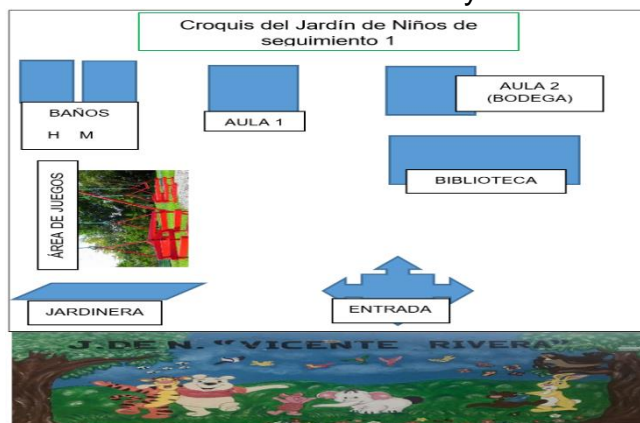 Croquis del Jardín de Niños de
seguimiento 1
BAÑOS
H M
AULA 1
AULA 2
(BODEGA)
BIBLIOTECA
ÁREA DE JUEGOS
JARDINERA
ENTRADA
J. DE N. "VICENTE RIVERA"